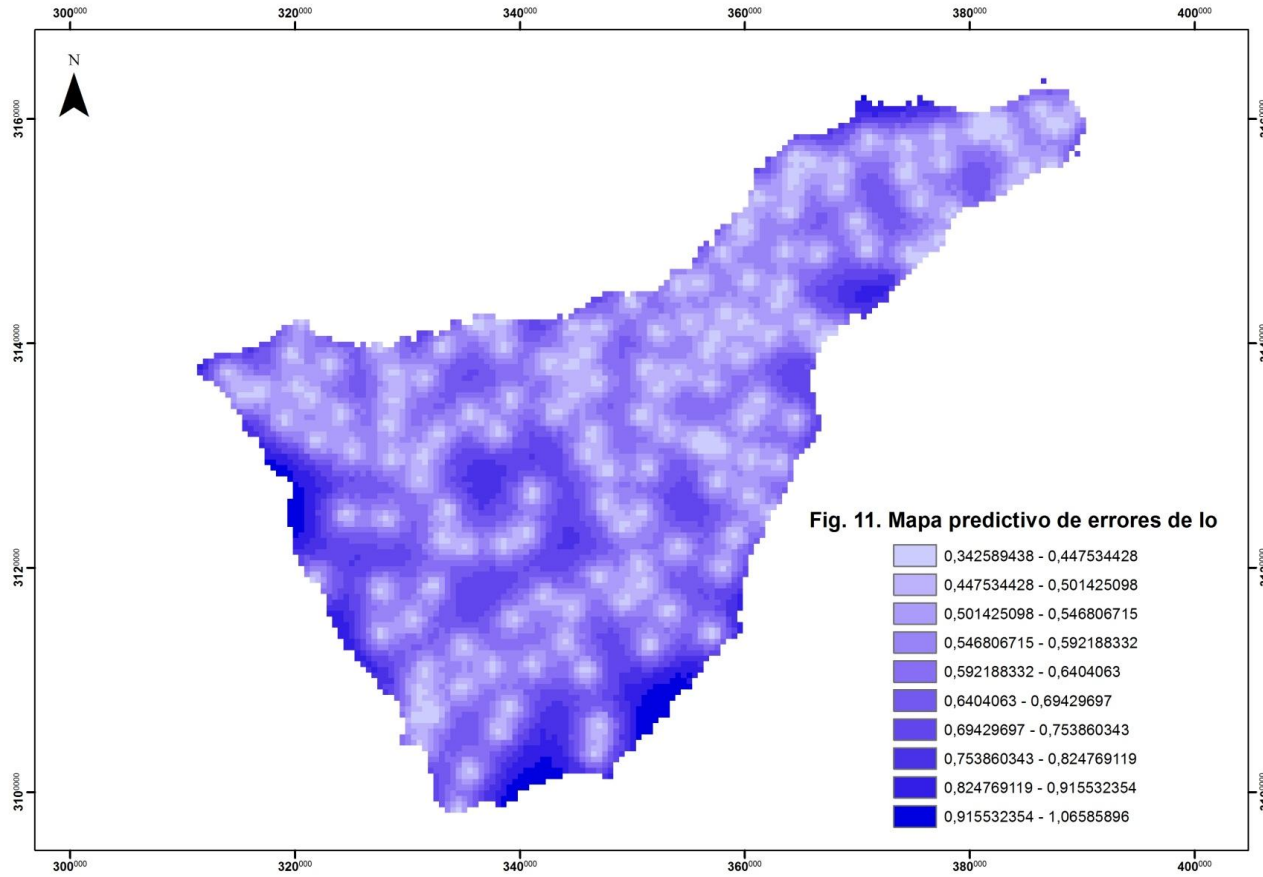 300⁰⁰⁰ 320⁰⁰⁰ 340⁰⁰⁰ 360⁰⁰⁰ 380⁰⁰⁰ 400⁰⁰⁰
N
316⁰⁰⁰⁰
314⁰⁰⁰⁰
312⁰⁰⁰⁰
310⁰⁰⁰⁰
Fig. 11. Mapa predictivo de errores de lo
0,342589438 - 0,447534428
0,447534428 - 0,501425098
0,501425098 - 0,546806715
0,546806715 - 0,592188332
0,592188332 - 0,6404063
0,6404063 - 0,69429697
0,69429697 - 0,753860343
0,753860343 - 0,824769119
0,824769119 - 0,915532354
0,915532354 - 1,06585896
300⁰⁰⁰ 320⁰⁰⁰ 340⁰⁰⁰ 360⁰⁰⁰ 380⁰⁰⁰ 400⁰⁰⁰